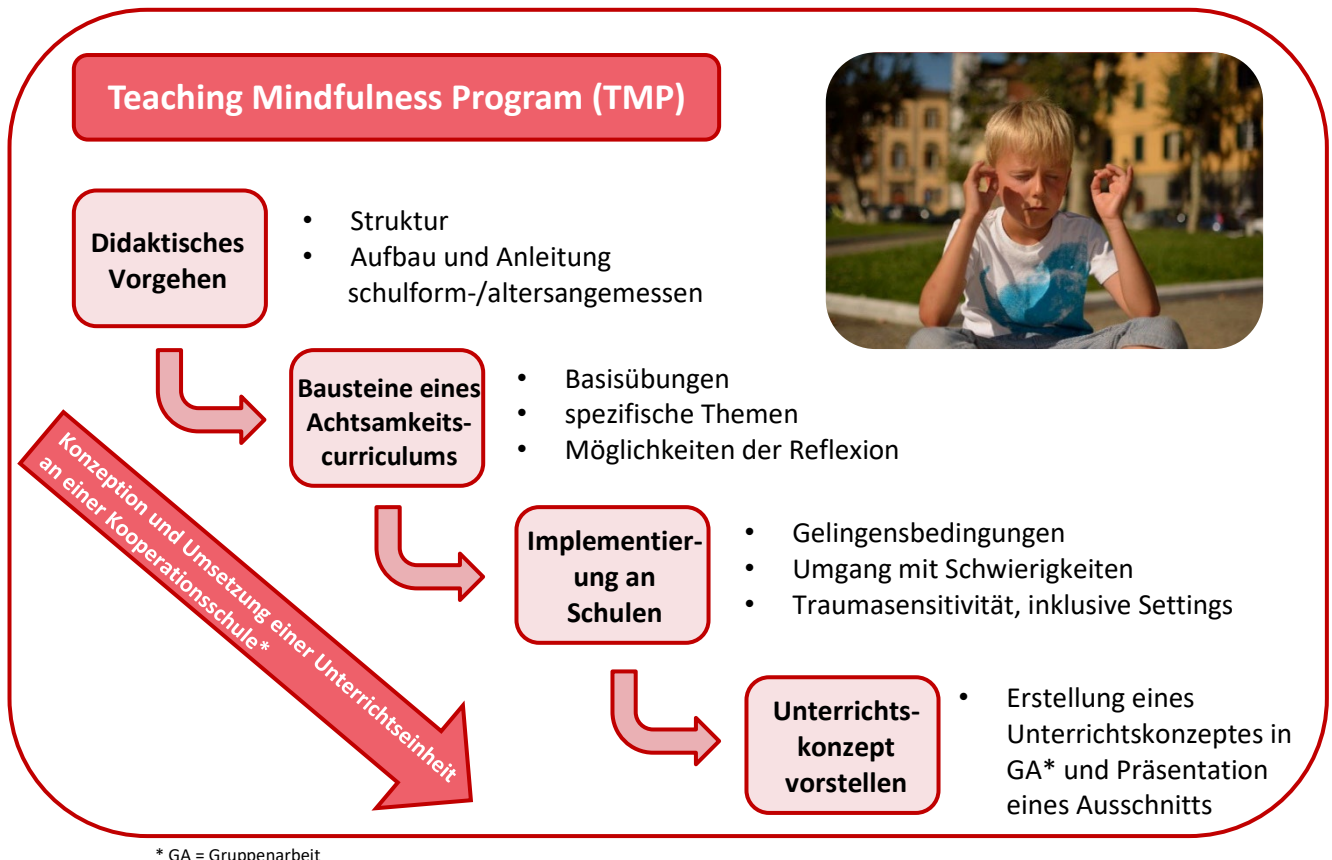 Teaching Mindfulness Program (TMP)
Didaktisches
Vorgehen
• Struktur
• Aufbau und Anleitung
schulform-/altersangemessen
Bausteine eines
Achtsamkeits-
curriculums
• Basisübungen
• spezifische Themen
• Möglichkeiten der Reflexion
Konzeption und Umsetzung einer Unterrichtseinheit
an einer Kooperationsschule*
Implementier-
ung an
Schulen
• Gelingensbedingungen
• Umgang mit Schwierigkeiten
• Traumasensitivität, inklusive Settings
Unterrichts-
konzept
vorstellen
• Erstellung eines
Unterrichtskonzeptes in
GA* und Präsentation
eines Ausschnitts
* GA = Gruppenarbeit